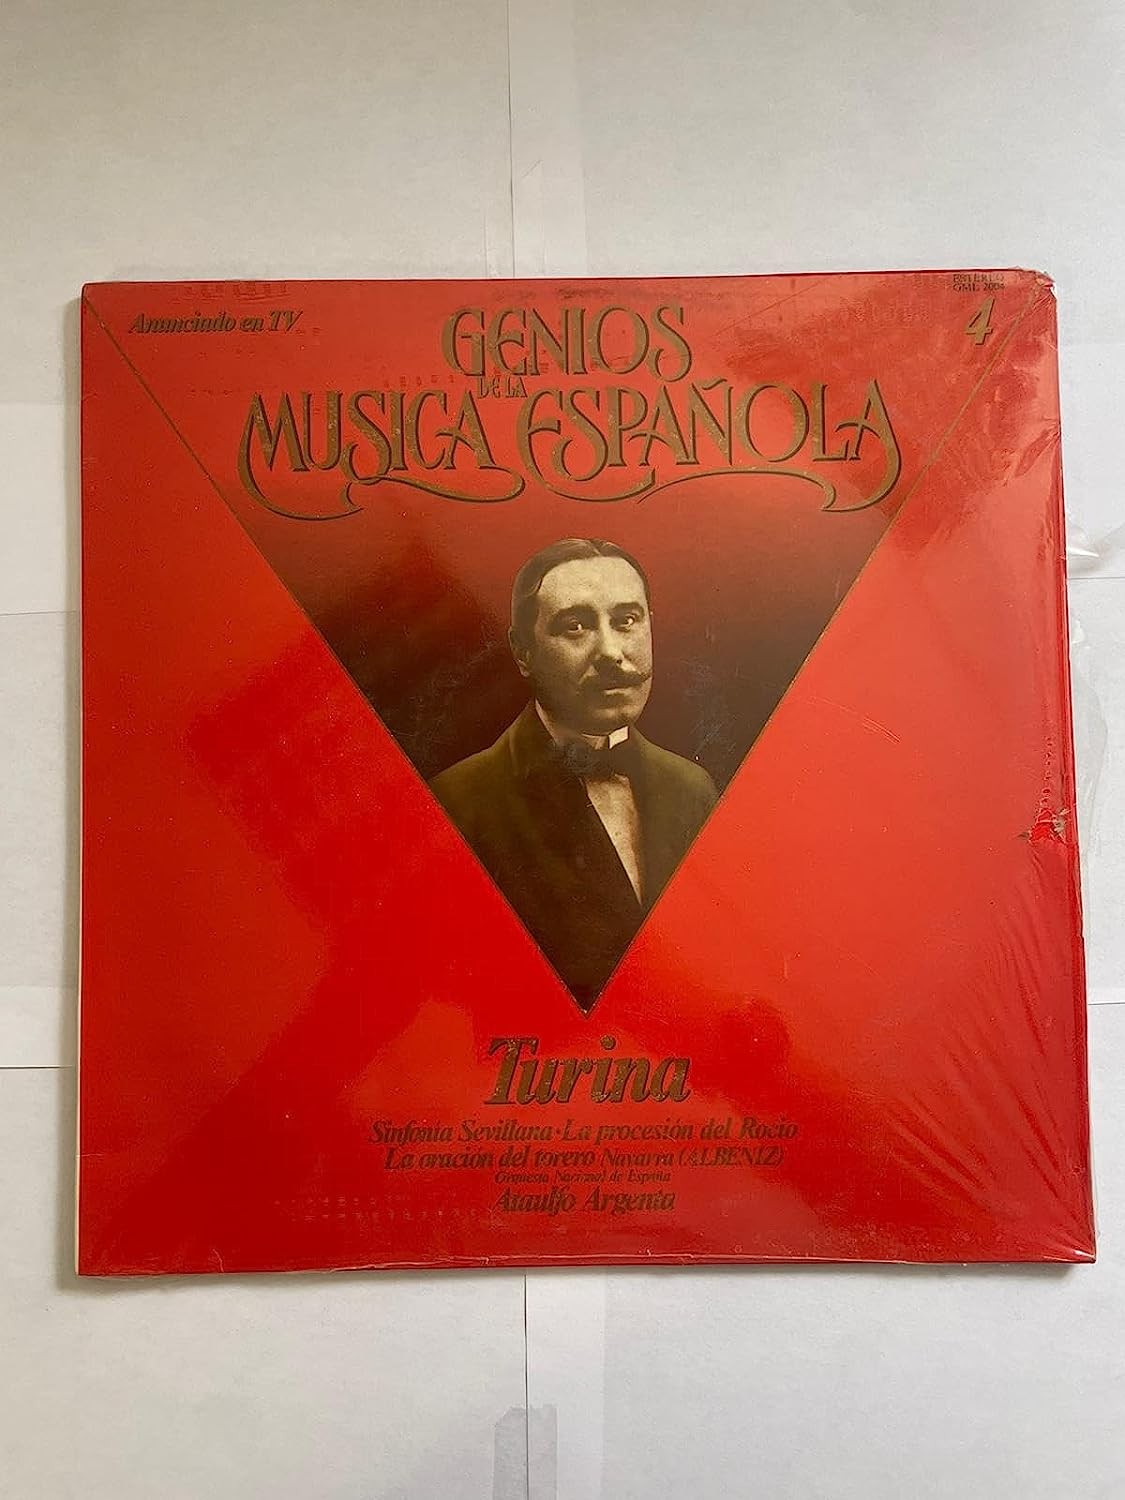 ESTEREO
GML 2004
Anunciado en TV
4
GENIOS
DE LA
MUSICA ESPAÑOLA
Turina
Sinfonía Sevillana · La procesión del Rocío
La oración del torero Navarra (ALBENIZ)
Orquesta Nacional de España
Ataulfo Argenta